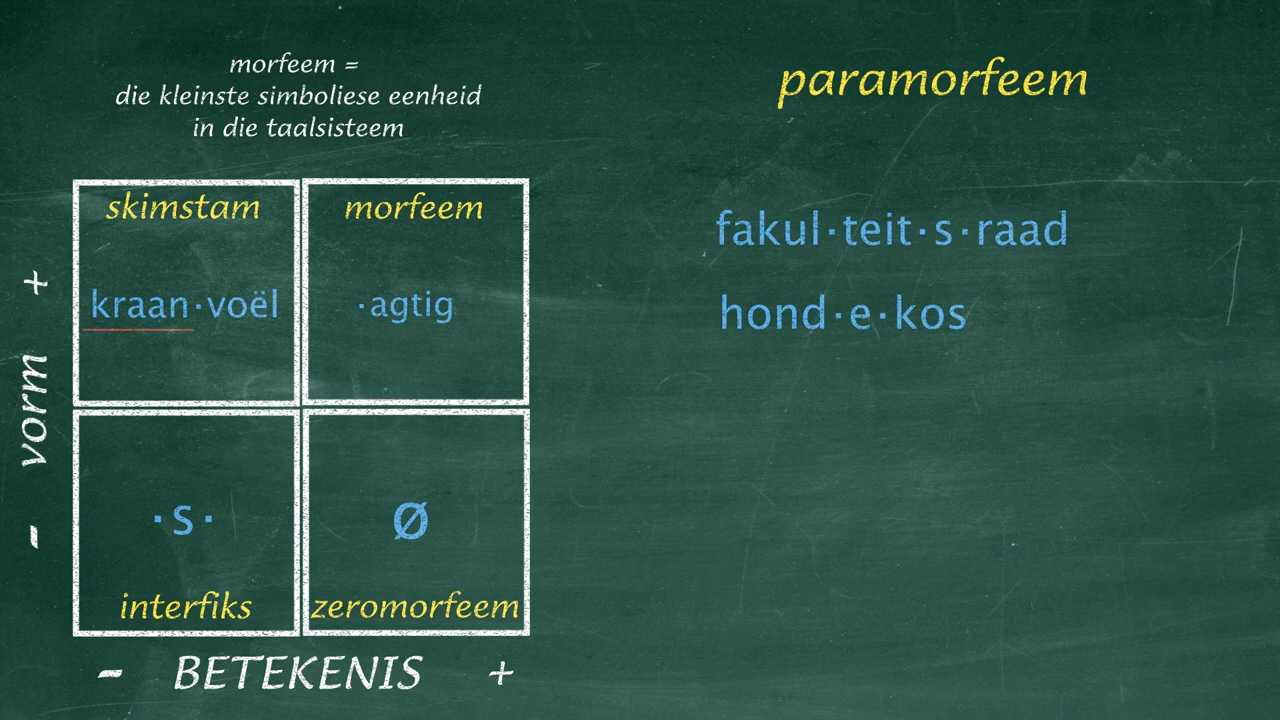 morfeem =
die kleinste simboliese eenheid
in die taalsisteem
skimstam
morfeem
kraan·voël
·agtig
·s·
Ø
interfiks
zeromorfeem
- vorm +
- BETEKENIS +
paramorfeem
fakul·teit·s·raad
hond·e·kos